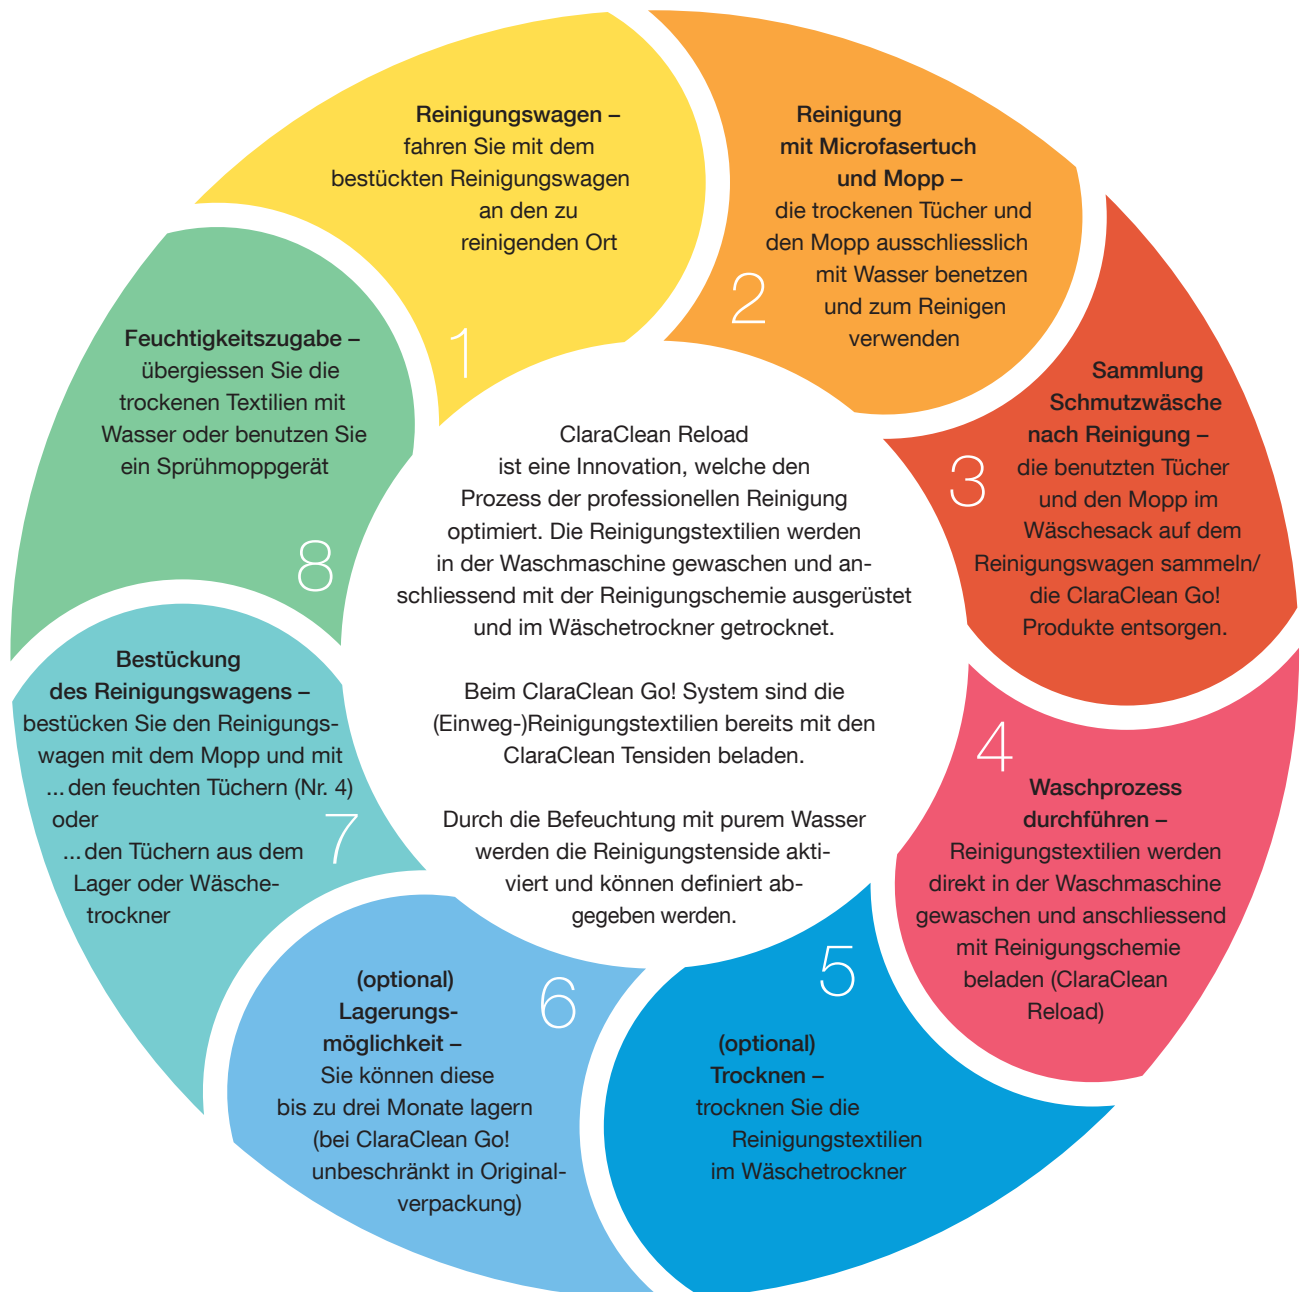 Reinigungswagen –
fahren Sie mit dem
bestückten Reinigungswagen
an den zu
reinigenden Ort
1
Reinigung
mit Microfasertuch
und Mopp –
die trockenen Tücher und
den Mopp ausschliesslich
mit Wasser benetzen
und zum Reinigen
verwenden
2
Sammlung
Schmutzwäsche
nach Reinigung –
die benutzten Tücher
und den Mopp im
Wäschesack auf dem
Reinigungswagen sammeln/
die ClaraClean Go!
Produkte entsorgen.
3
4
Waschprozess
durchführen –
Reinigungstextilien werden
direkt in der Waschmaschine
gewaschen und anschliessend
mit Reinigungschemie
beladen (ClaraClean
Reload)
5
(optional)
Trocknen –
trocknen Sie die
Reinigungstextilien
im Wäschetrockner
6
(optional)
Lagerungs-
möglichkeit –
Sie können diese
bis zu drei Monate lagern
(bei ClaraClean Go!
unbeschränkt in Original-
verpackung)
Bestückung
des Reinigungswagens –
bestücken Sie den Reinigungs-
wagen mit dem Mopp und mit
... den feuchten Tüchern (Nr. 4)
oder
... den Tüchern aus dem
Lager oder Wäsche-
trockner
7
Feuchtigkeitszugabe –
übergiessen Sie die
trockenen Textilien mit
Wasser oder benutzen Sie
ein Sprühmoppgerät
8
ClaraClean Reload
ist eine Innovation, welche den
Prozess der professionellen Reinigung
optimiert. Die Reinigungstextilien werden
in der Waschmaschine gewaschen und an-
schliessend mit der Reinigungschemie ausgerüstet
und im Wäschetrockner getrocknet.
Beim ClaraClean Go! System sind die
(Einweg-)Reinigungstextilien bereits mit den
ClaraClean Tensiden beladen.
Durch die Befeuchtung mit purem Wasser
werden die Reinigungstenside akti-
viert und können definiert ab-
gegeben werden.